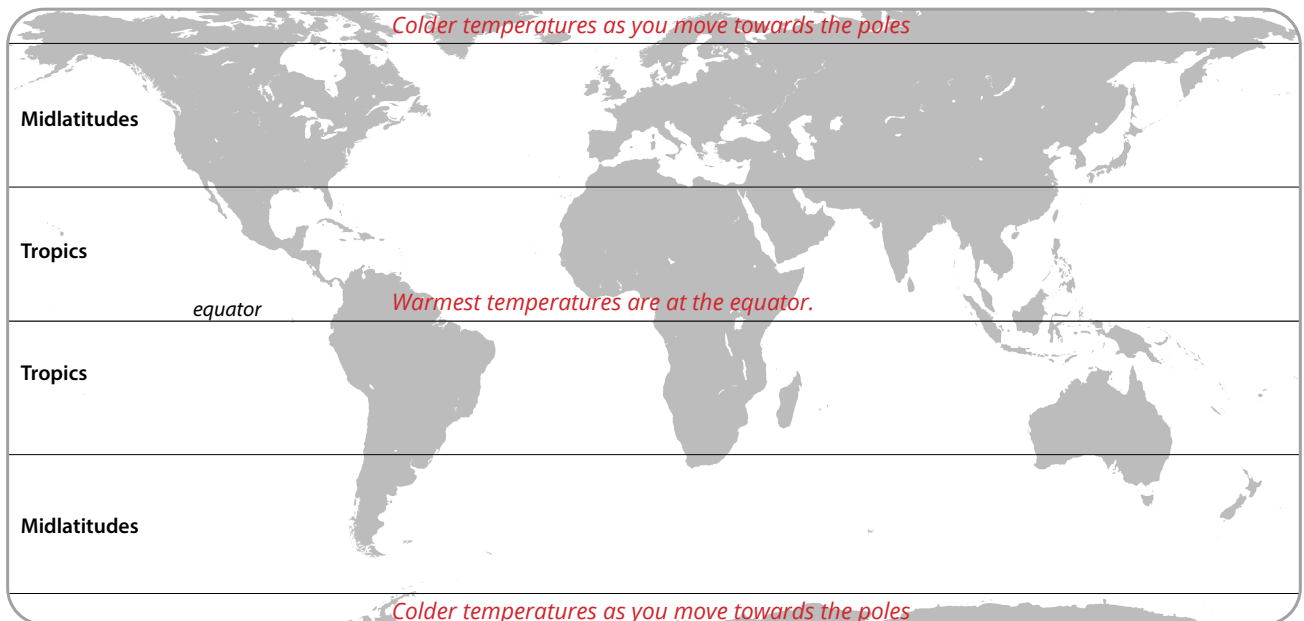 Colder temperatures as you move towards the poles
Midlatitudes
Tropics
equator
Warmest temperatures are at the equator.
Tropics
Midlatitudes
Colder temperatures as you move towards the poles